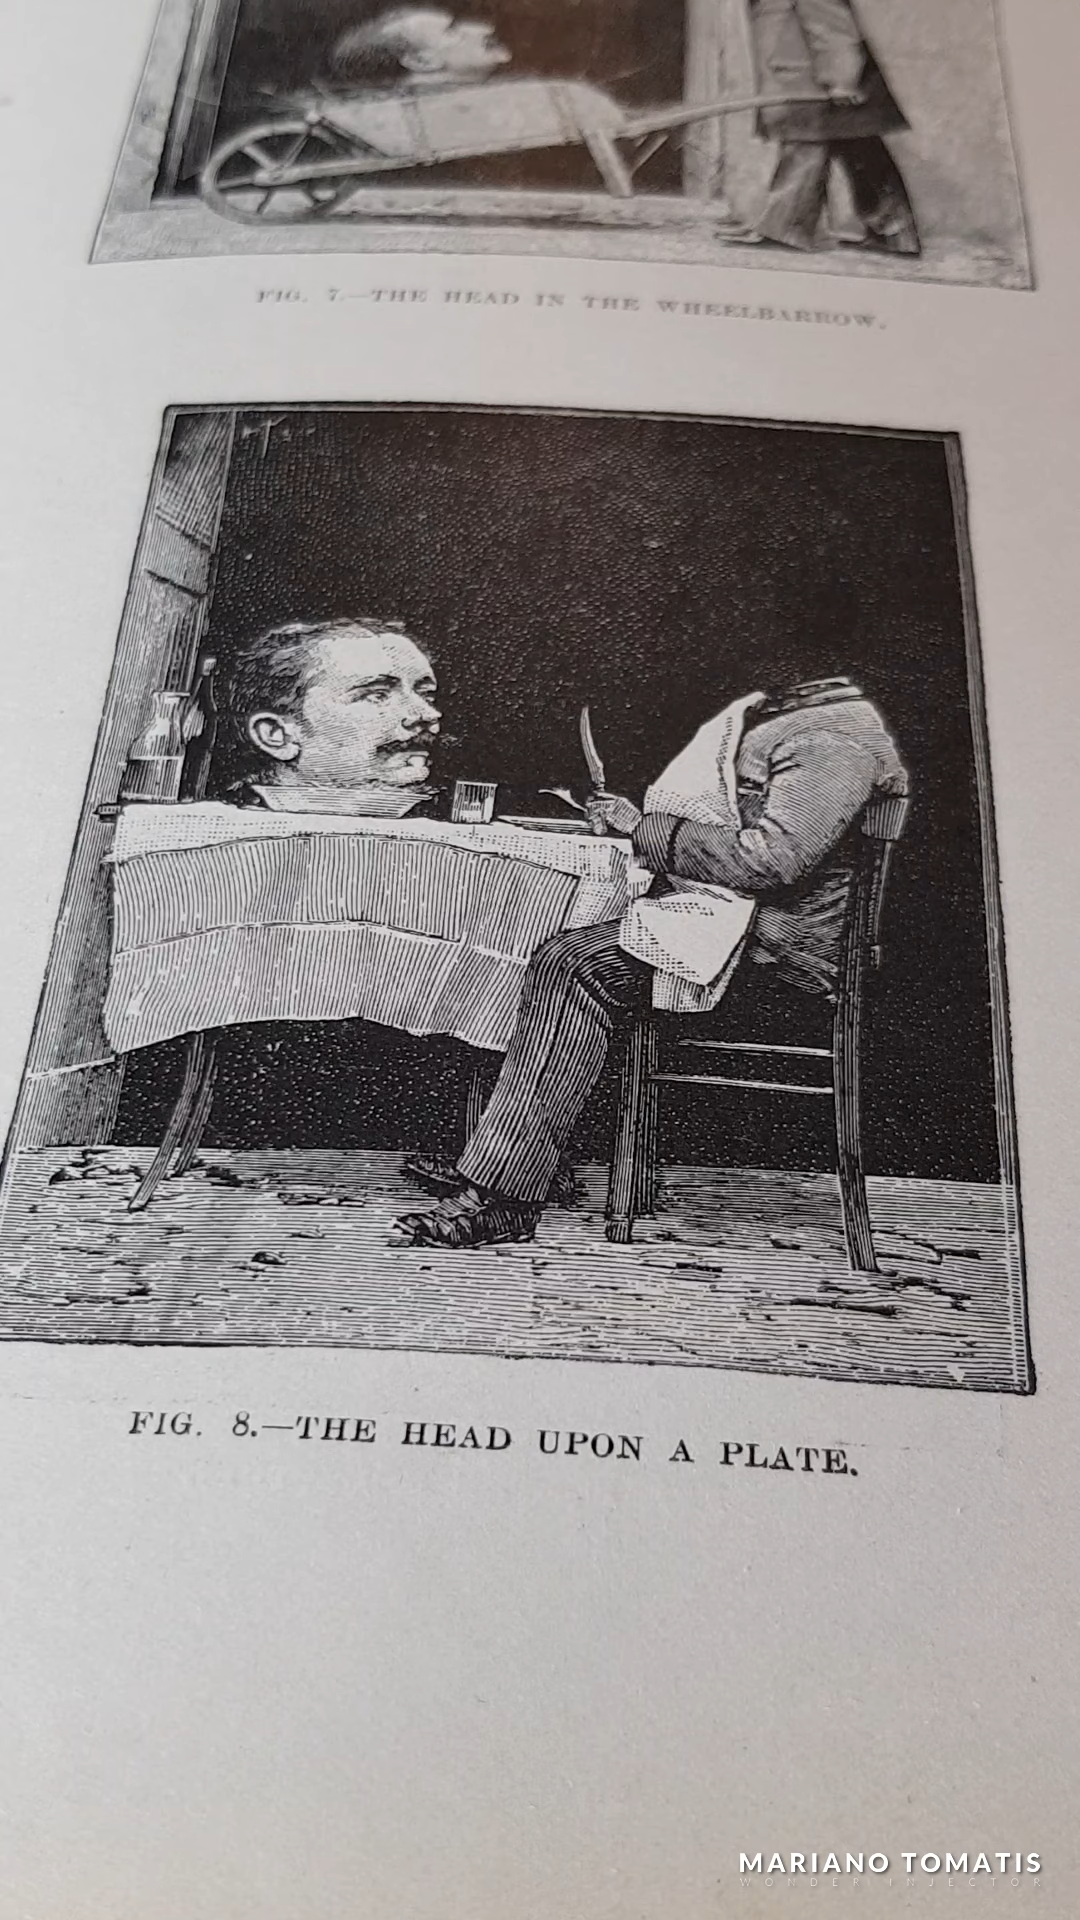 FIG. 7.—THE HEAD IN THE WHEELBARROW.
FIG. 8.—THE HEAD UPON A PLATE.
MARIANO TOMATIS
WONDER INJECTOR